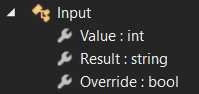 Input
Value : int
Result : string
Override : bool